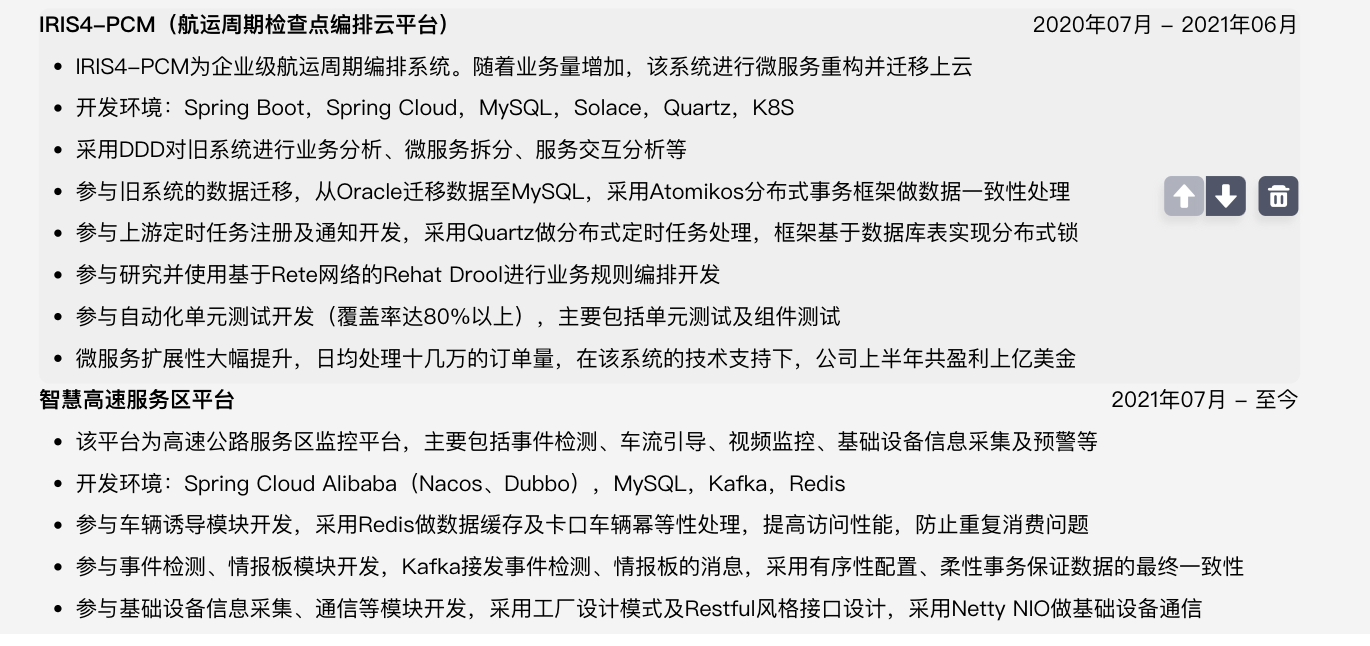 IRIS4-PCM（航运周期检查点编排云平台） 2020年07月 – 2021年06月
• IRIS4-PCM为企业级航运周期编排系统。随着业务量增加，该系统进行微服务重构并迁移上云
• 开发环境：Spring Boot，Spring Cloud，MySQL，Solace，Quartz，K8S
• 采用DDD对旧系统进行业务分析、微服务拆分、服务交互分析等
• 参与旧系统的数据迁移，从Oracle迁移数据至MySQL，采用Atomikos分布式事务框架做数据一致性处理
• 参与上游定时任务注册及通知开发，采用Quartz做分布式定时任务处理，框架基于数据库表实现分布式锁
• 参与研究并使用基于Rete网络的Rehat Drool进行业务规则编排开发
• 参与自动化单元测试开发（覆盖率达80%以上），主要包括单元测试及组件测试
• 微服务扩展性大幅提升，日均处理十几万的订单量，在该系统的技术支持下，公司上半年共盈利上亿美金
智慧高速服务区平台 2021年07月 – 至今
• 该平台为高速公路服务区监控平台，主要包括事件检测、车流引导、视频监控、基础设备信息采集及预警等
• 开发环境：Spring Cloud Alibaba（Nacos、Dubbo），MySQL，Kafka，Redis
• 参与车辆诱导模块开发，采用Redis做数据缓存及卡口车辆幂等性处理，提高访问性能，防止重复消费问题
• 参与事件检测、情报板模块开发，Kafka接发事件检测、情报板的消息，采用有序性配置、柔性事务保证数据的最终一致性
• 参与基础设备信息采集、通信等模块开发，采用工厂设计模式及Restful风格接口设计，采用Netty NIO做基础设备通信